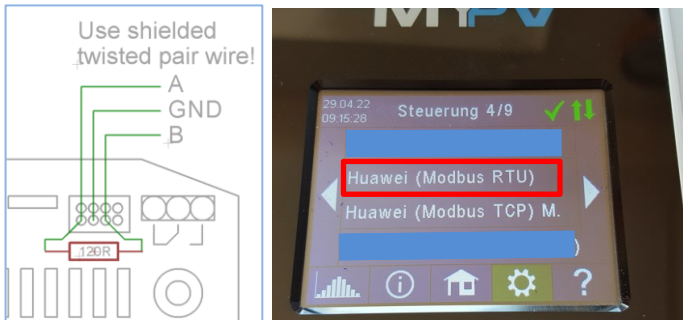 Use shielded
twisted pair wire!
A
GND
B
120R
MYPV
29.04.22
09:15:28
Steuerung 4/9
Huawei (Modbus RTU)
Huawei (Modbus TCP) M.
)
i
?